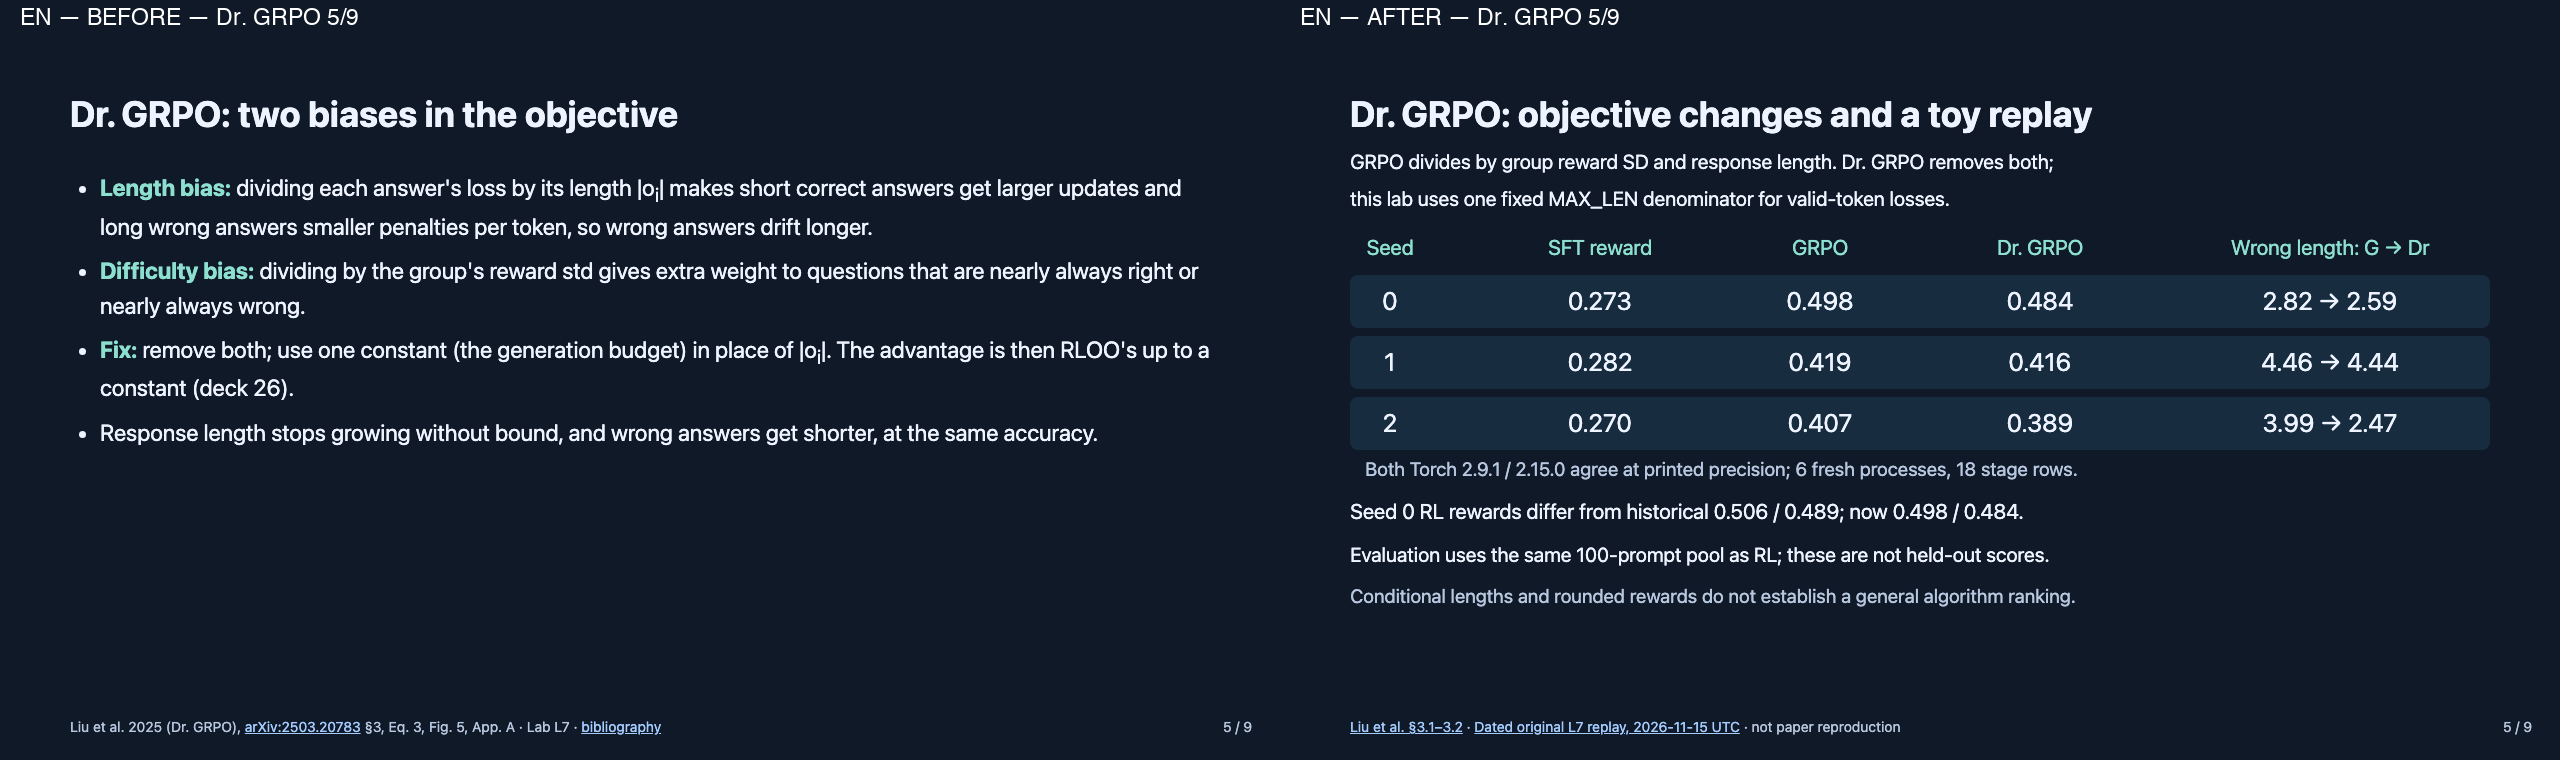 EN — BEFORE — Dr. GRPO 5/9
Dr. GRPO: two biases in the objective
• Length bias: dividing each answer's loss by its length |oi| makes short correct answers get larger updates and
long wrong answers smaller penalties per token, so wrong answers drift longer.
• Difficulty bias: dividing by the group's reward std gives extra weight to questions that are nearly always right or
nearly always wrong.
• Fix: remove both; use one constant (the generation budget) in place of |oi|. The advantage is then RLOO's up to a
constant (deck 26).
• Response length stops growing without bound, and wrong answers get shorter, at the same accuracy.
Liu et al. 2025 (Dr. GRPO), arXiv:2503.20783 §3, Eq. 3, Fig. 5, App. A · Lab L7 · bibliography
5 / 9
EN — AFTER — Dr. GRPO 5/9
Dr. GRPO: objective changes and a toy replay
GRPO divides by group reward SD and response length. Dr. GRPO removes both;
this lab uses one fixed MAX_LEN denominator for valid-token losses.
Seed SFT reward GRPO Dr. GRPO Wrong length: G → Dr
0 0.273 0.498 0.484 2.82 → 2.59
1 0.282 0.419 0.416 4.46 → 4.44
2 0.270 0.407 0.389 3.99 → 2.47
Both Torch 2.9.1 / 2.15.0 agree at printed precision; 6 fresh processes, 18 stage rows.
Seed 0 RL rewards differ from historical 0.506 / 0.489; now 0.498 / 0.484.
Evaluation uses the same 100-prompt pool as RL; these are not held-out scores.
Conditional lengths and rounded rewards do not establish a general algorithm ranking.
Liu et al. §3.1–3.2 · Dated original L7 replay, 2026-11-15 UTC · not paper reproduction
5 / 9